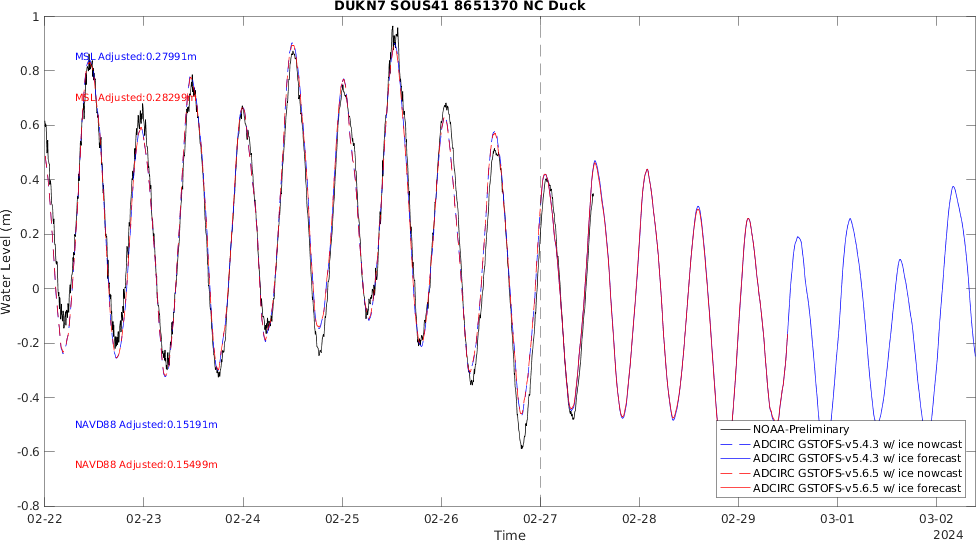 DUKN7 SOUS41 8651370 NC Duck
1
0.8
0.6
0.4
0.2
0
-0.2
-0.4
-0.6
-0.8
Water Level (m)
MSL Adjusted:0.27991m
MSL Adjusted:0.28299m
NAVD88 Adjusted:0.15191m
NAVD88 Adjusted:0.15499m
NOAA-Preliminary
ADCIRC GSTOFS-v5.4.3 w/ ice nowcast
ADCIRC GSTOFS-v5.4.3 w/ ice forecast
ADCIRC GSTOFS-v5.6.5 w/ ice nowcast
ADCIRC GSTOFS-v5.6.5 w/ ice forecast
02-22 02-23 02-24 02-25 02-26 02-27 02-28 02-29 03-01 03-02
Time
2024